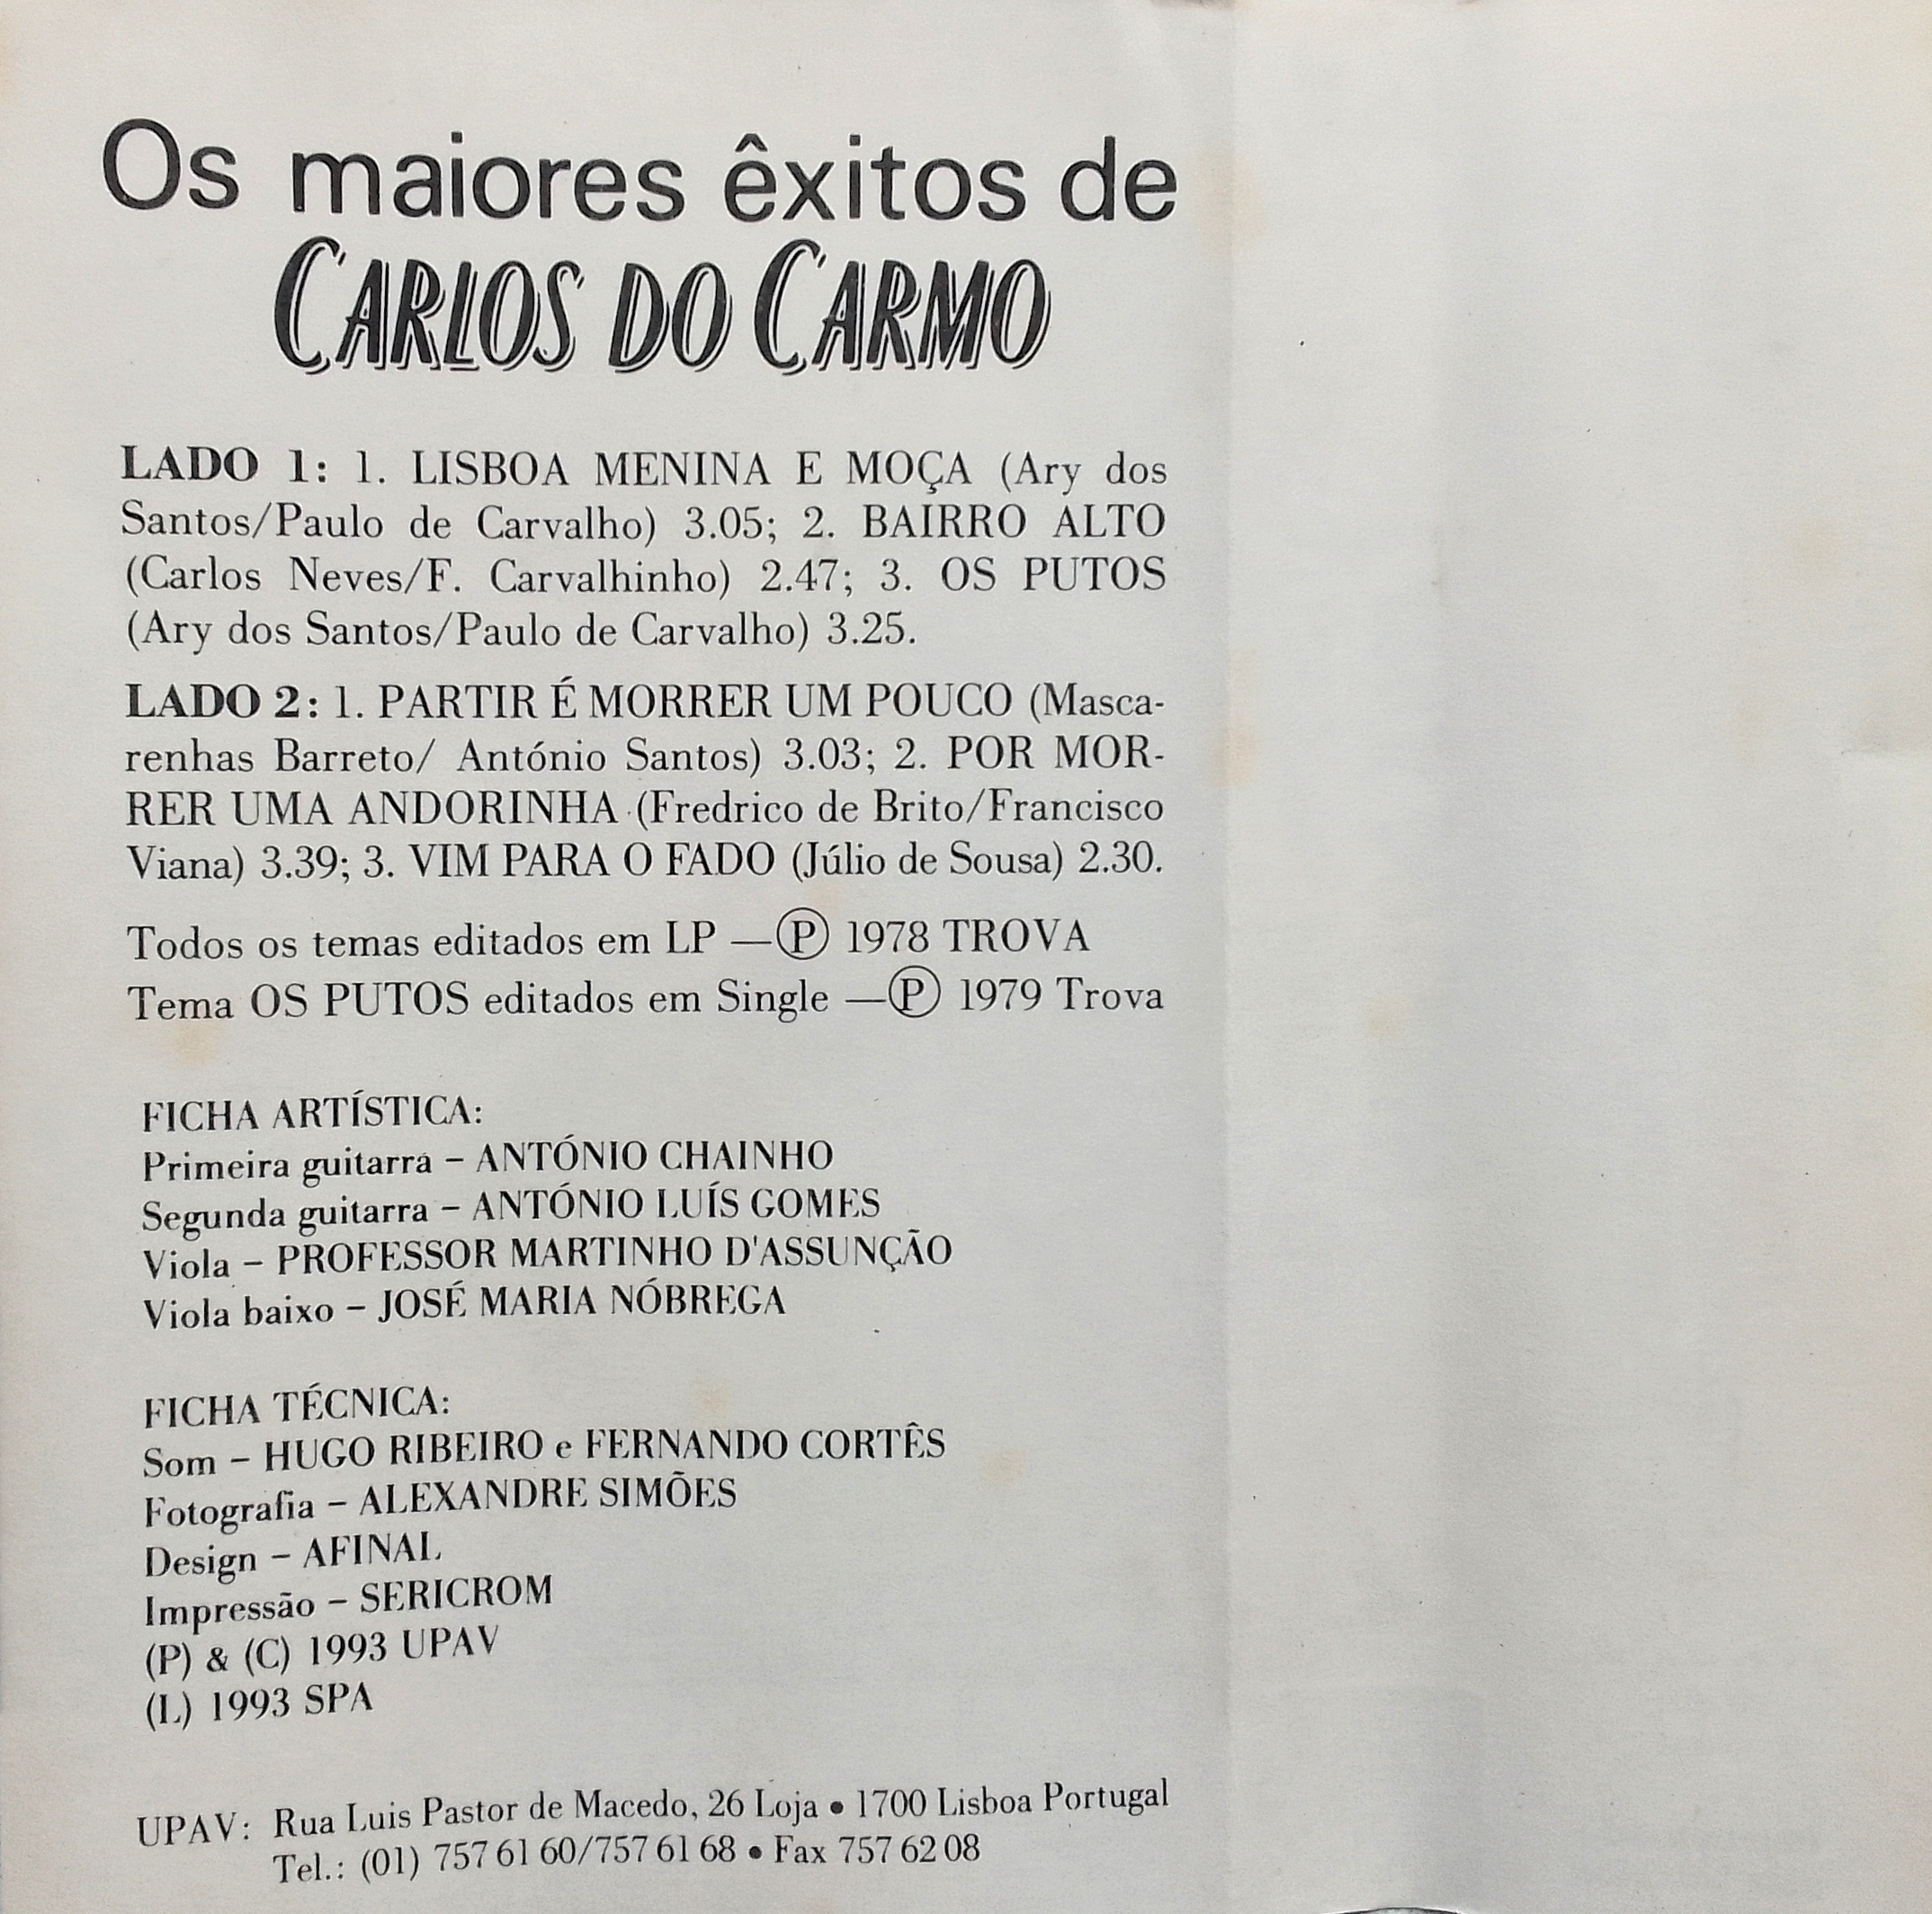 Os maiores êxitos de
CARLOS DO CARMO
LADO 1: 1. LISBOA MENINA E MOÇA (Ary dos
Santos/Paulo de Carvalho) 3.05; 2. BAIRRO ALTO
(Carlos Neves/F. Carvalhinho) 2.47; 3. OS PUTOS
(Ary dos Santos/Paulo de Carvalho) 3.25.
LADO 2: 1. PARTIR É MORRER UM POUCO (Masca-
renhas Barreto/ António Santos) 3.03; 2. POR MOR-
RER UMA ANDORINHA (Fredrico de Brito/Francisco
Viana) 3.39; 3. VIM PARA O FADO (Júlio de Sousa) 2.30.
Todos os temas editados em LP —Ⓟ 1978 TROVA
Tema OS PUTOS editados em Single —Ⓟ 1979 Trova
FICHA ARTÍSTICA:
Primeira guitarra – ANTÓNIO CHAINHO
Segunda guitarra – ANTÓNIO LUÍS GOMES
Viola – PROFESSOR MARTINHO D'ASSUNÇÃO
Viola baixo – JOSÉ MARIA NÓBREGA
FICHA TÉCNICA:
Som – HUGO RIBEIRO e FERNANDO CORTÊS
Fotografia – ALEXANDRE SIMÕES
Design – AFINAL
Impressão – SERICROM
(P) & (C) 1993 UPAV
(L) 1993 SPA
UPAV: Rua Luis Pastor de Macedo, 26 Loja • 1700 Lisboa Portugal
Tel.: (01) 757 61 60/757 61 68 • Fax 757 62 08